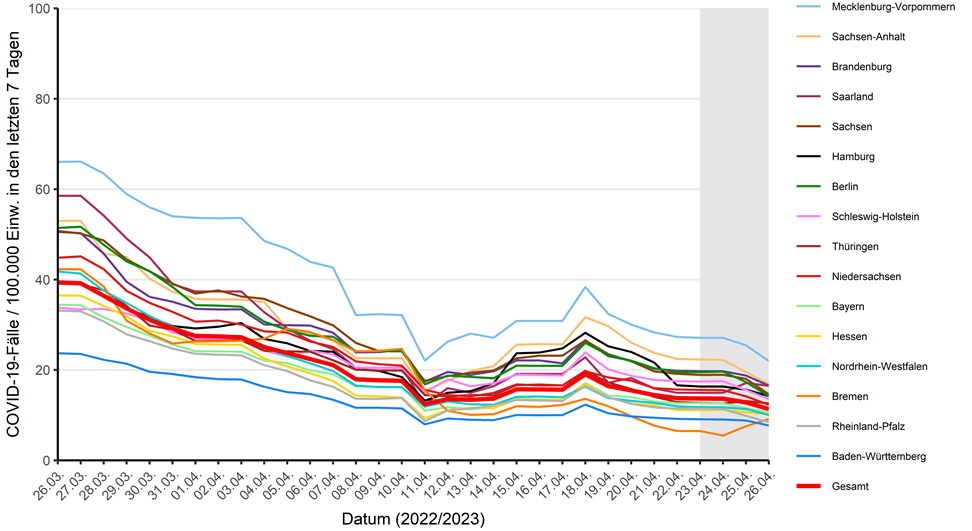 COVID-19-Fälle / 100.000 Einw. in den letzten 7 Tagen
100
80
60
40
20
0
26.03.
27.03.
28.03.
29.03.
30.03.
31.03.
01.04.
02.04.
03.04.
04.04.
05.04.
06.04.
07.04.
08.04.
09.04.
10.04.
11.04.
12.04.
13.04.
14.04.
15.04.
16.04.
17.04.
18.04.
19.04.
20.04.
21.04.
22.04.
23.04.
24.04.
25.04.
26.04.
Datum (2022/2023)
Mecklenburg-Vorpommern
Sachsen-Anhalt
Brandenburg
Saarland
Sachsen
Hamburg
Berlin
Schleswig-Holstein
Thüringen
Niedersachsen
Bayern
Hessen
Nordrhein-Westfalen
Bremen
Rheinland-Pfalz
Baden-Württemberg
Gesamt